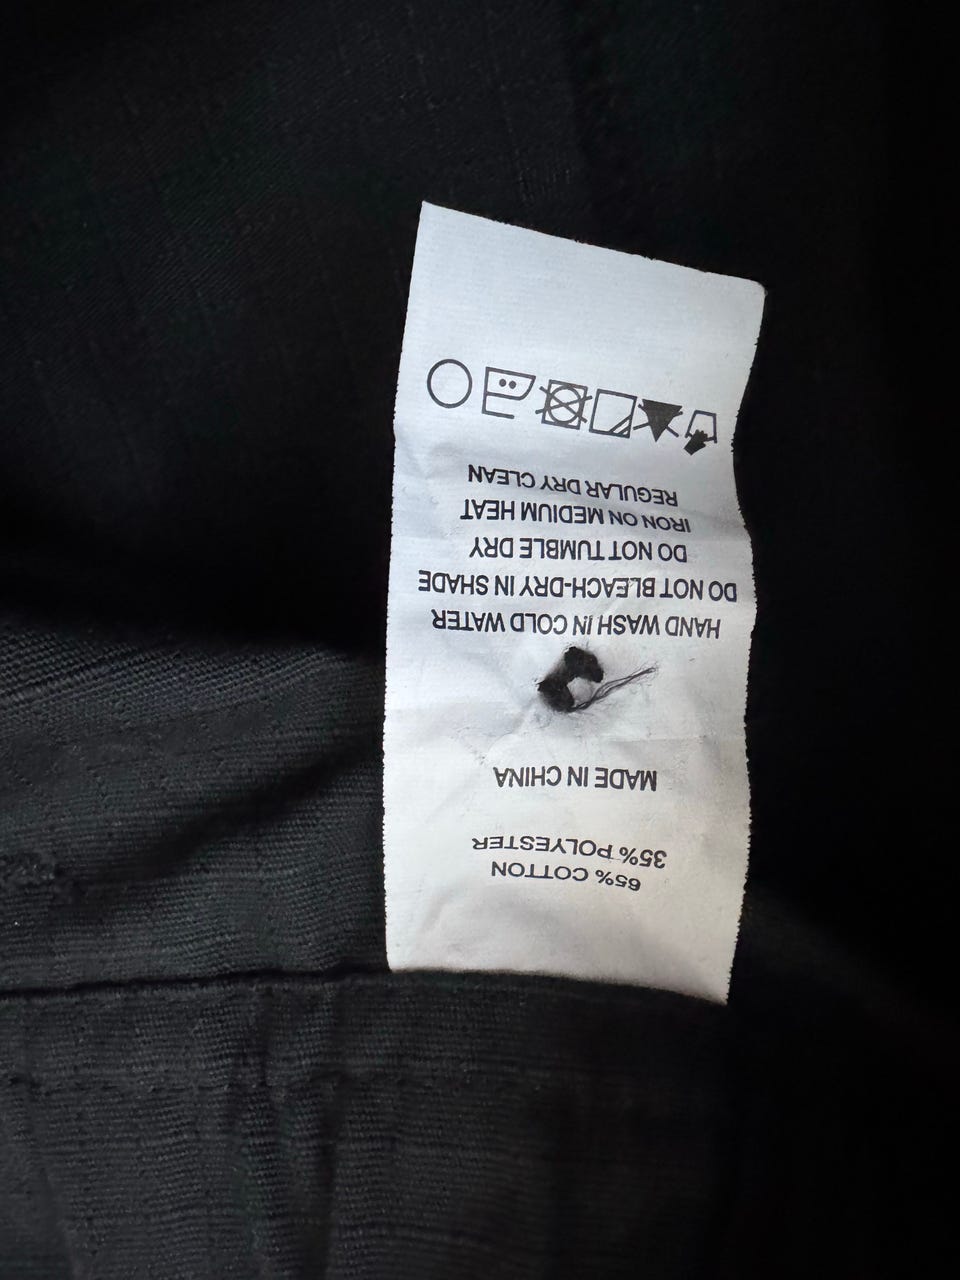 65% COTTON
35% POLYESTER
MADE IN CHINA
HAND WASH IN COLD WATER
DO NOT BLEACH-DRY IN SHADE
DO NOT TUMBLE DRY
IRON ON MEDIUM HEAT
REGULAR DRY CLEAN